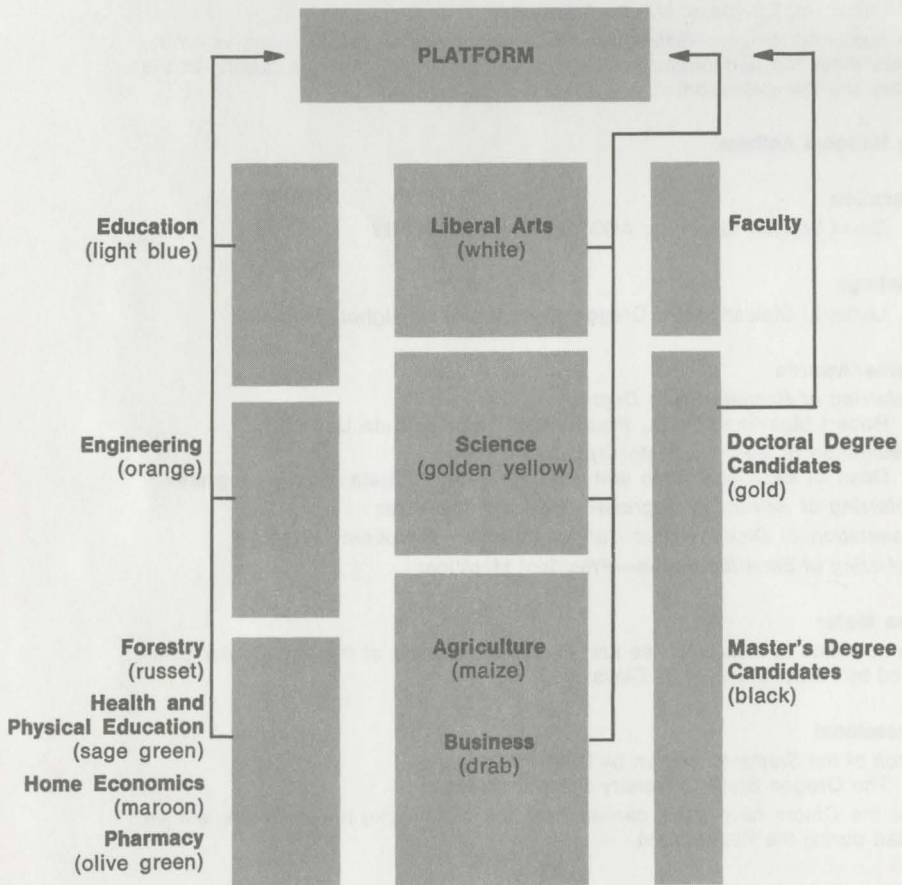 PLATFORM
Education
(light blue)
Liberal Arts
(white)
Faculty
Engineering
(orange)
Science
(golden yellow)
Doctoral Degree
Candidates
(gold)
Forestry
(russet)
Health and
Physical Education
(sage green)
Home Economics
(maroon)
Pharmacy
(olive green)
Agriculture
(maize)
Business
(drab)
Master's Degree
Candidates
(black)